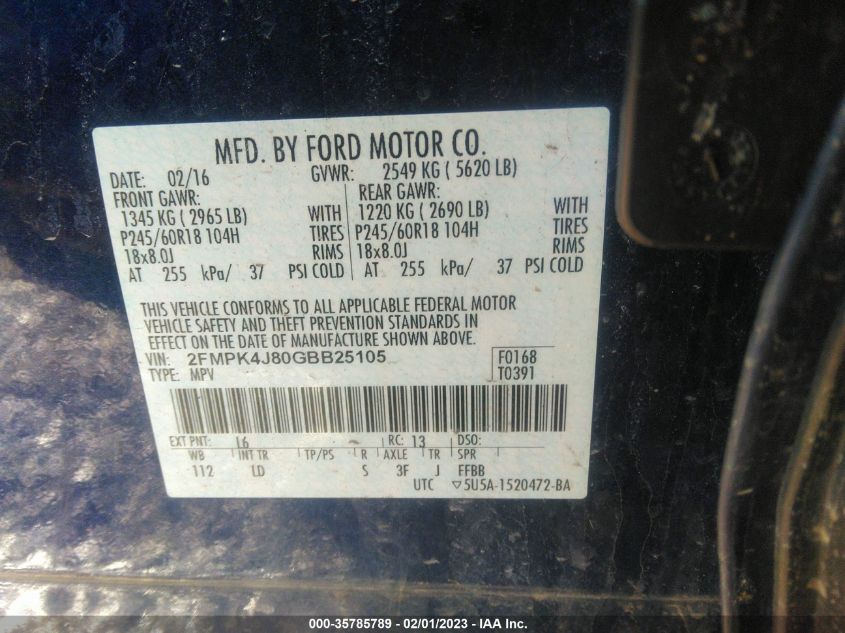 MFD. BY FORD MOTOR CO.
DATE: 02/16 GVWR: 2549 KG ( 5620 LB)
FRONT GAWR: REAR GAWR:
1345 KG ( 2965 LB) WITH 1220 KG ( 2690 LB) WITH
P245/60R18 104H TIRES P245/60R18 104H TIRES
18x8.0J RIMS 18x8.0J RIMS
AT 255 kPa/ 37 PSI COLD AT 255 kPa/ 37 PSI COLD
THIS VEHICLE CONFORMS TO ALL APPLICABLE FEDERAL MOTOR
VEHICLE SAFETY AND THEFT PREVENTION STANDARDS IN
EFFECT ON THE DATE OF MANUFACTURE SHOWN ABOVE.
VIN: 2FMPK4J80GBB25105 F0168
TYPE: MPV T0391
EXT PNT: 16 RC: 13 DSO:
WB INT TR TP/PS R AXLE TR SPR
112 LD S 3F J FFBB
UTC ▽5U5A-1520472-BA
000-35785789 - 02/01/2023 - IAA Inc.